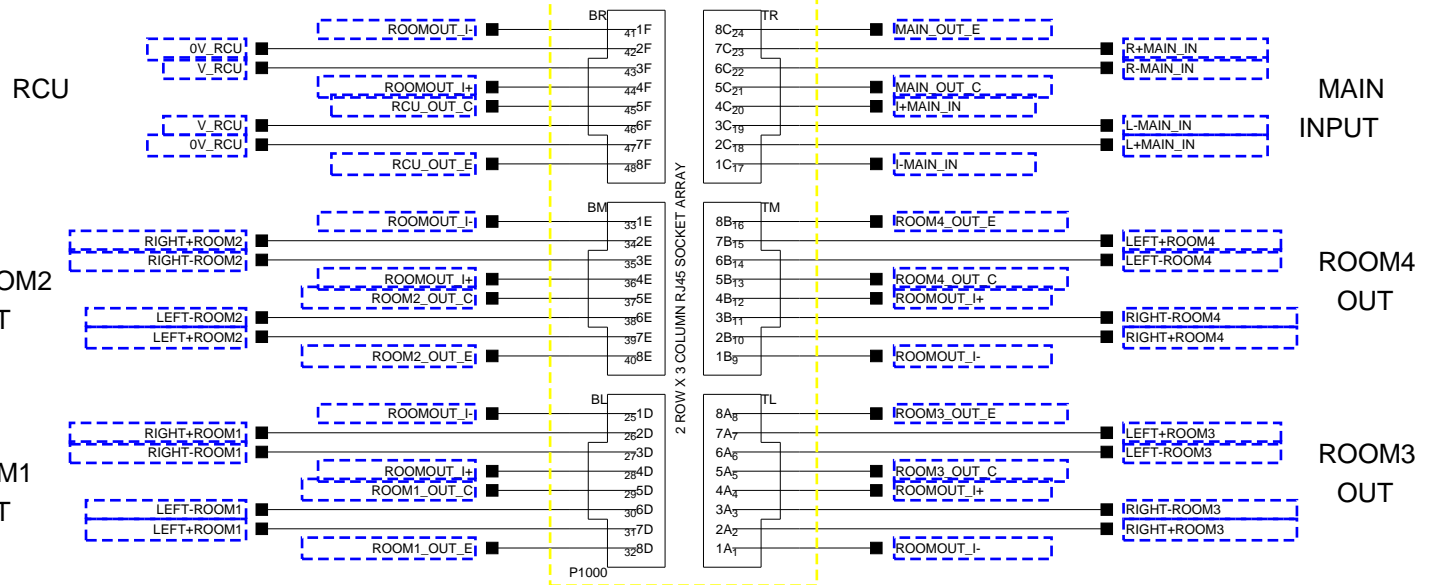 BR
TR
ROOMOUT_I- 41 1F
8C 24 MAIN_OUT_E
0V_RCU 42 2F
7C 23 R+MAIN_IN
V_RCU 43 3F
6C 22 R-MAIN_IN
RCU
ROOMOUT_I+ 44 4F
5C 21 MAIN_OUT_C
MAIN
RCU_OUT_C 45 5F
4C 20 I+MAIN_IN
V_RCU 46 6F
3C 19 L-MAIN_IN
INPUT
0V_RCU 47 7F
2C 18 L+MAIN_IN
RCU_OUT_E 48 8F
1C 17 I-MAIN_IN
2 ROW X 3 COLUMN RJ45 SOCKET ARRAY
BM
TM
ROOMOUT_I- 33 1E
8B 16 ROOM4_OUT_E
RIGHT+ROOM2 34 2E
7B 15 LEFT+ROOM4
RIGHT-ROOM2 35 3E
6B 14 LEFT-ROOM4
OM2
ROOMOUT_I+ 36 4E
5B 13 ROOM4_OUT_C
ROOM4
ROOM2_OUT_C 37 5E
4B 12 ROOMOUT_I+
OUT
T
LEFT-ROOM2 38 6E
3B 11 RIGHT-ROOM4
LEFT+ROOM2 39 7E
2B 10 RIGHT+ROOM4
ROOM2_OUT_E 40 8E
1B 9 ROOMOUT_I-
BL
TL
ROOMOUT_I- 25 1D
8A 8 ROOM3_OUT_E
RIGHT+ROOM1 26 2D
7A 7 LEFT+ROOM3
RIGHT-ROOM1 27 3D
6A 6 LEFT-ROOM3
M1
ROOMOUT_I+ 28 4D
5A 5 ROOM3_OUT_C
ROOM3
ROOM1_OUT_C 29 5D
4A 4 ROOMOUT_I+
OUT
T
LEFT-ROOM1 30 6D
3A 3 RIGHT-ROOM3
LEFT+ROOM1 31 7D
2A 2 RIGHT+ROOM3
ROOM1_OUT_E 32 8D
1A 1 ROOMOUT_I-
P1000